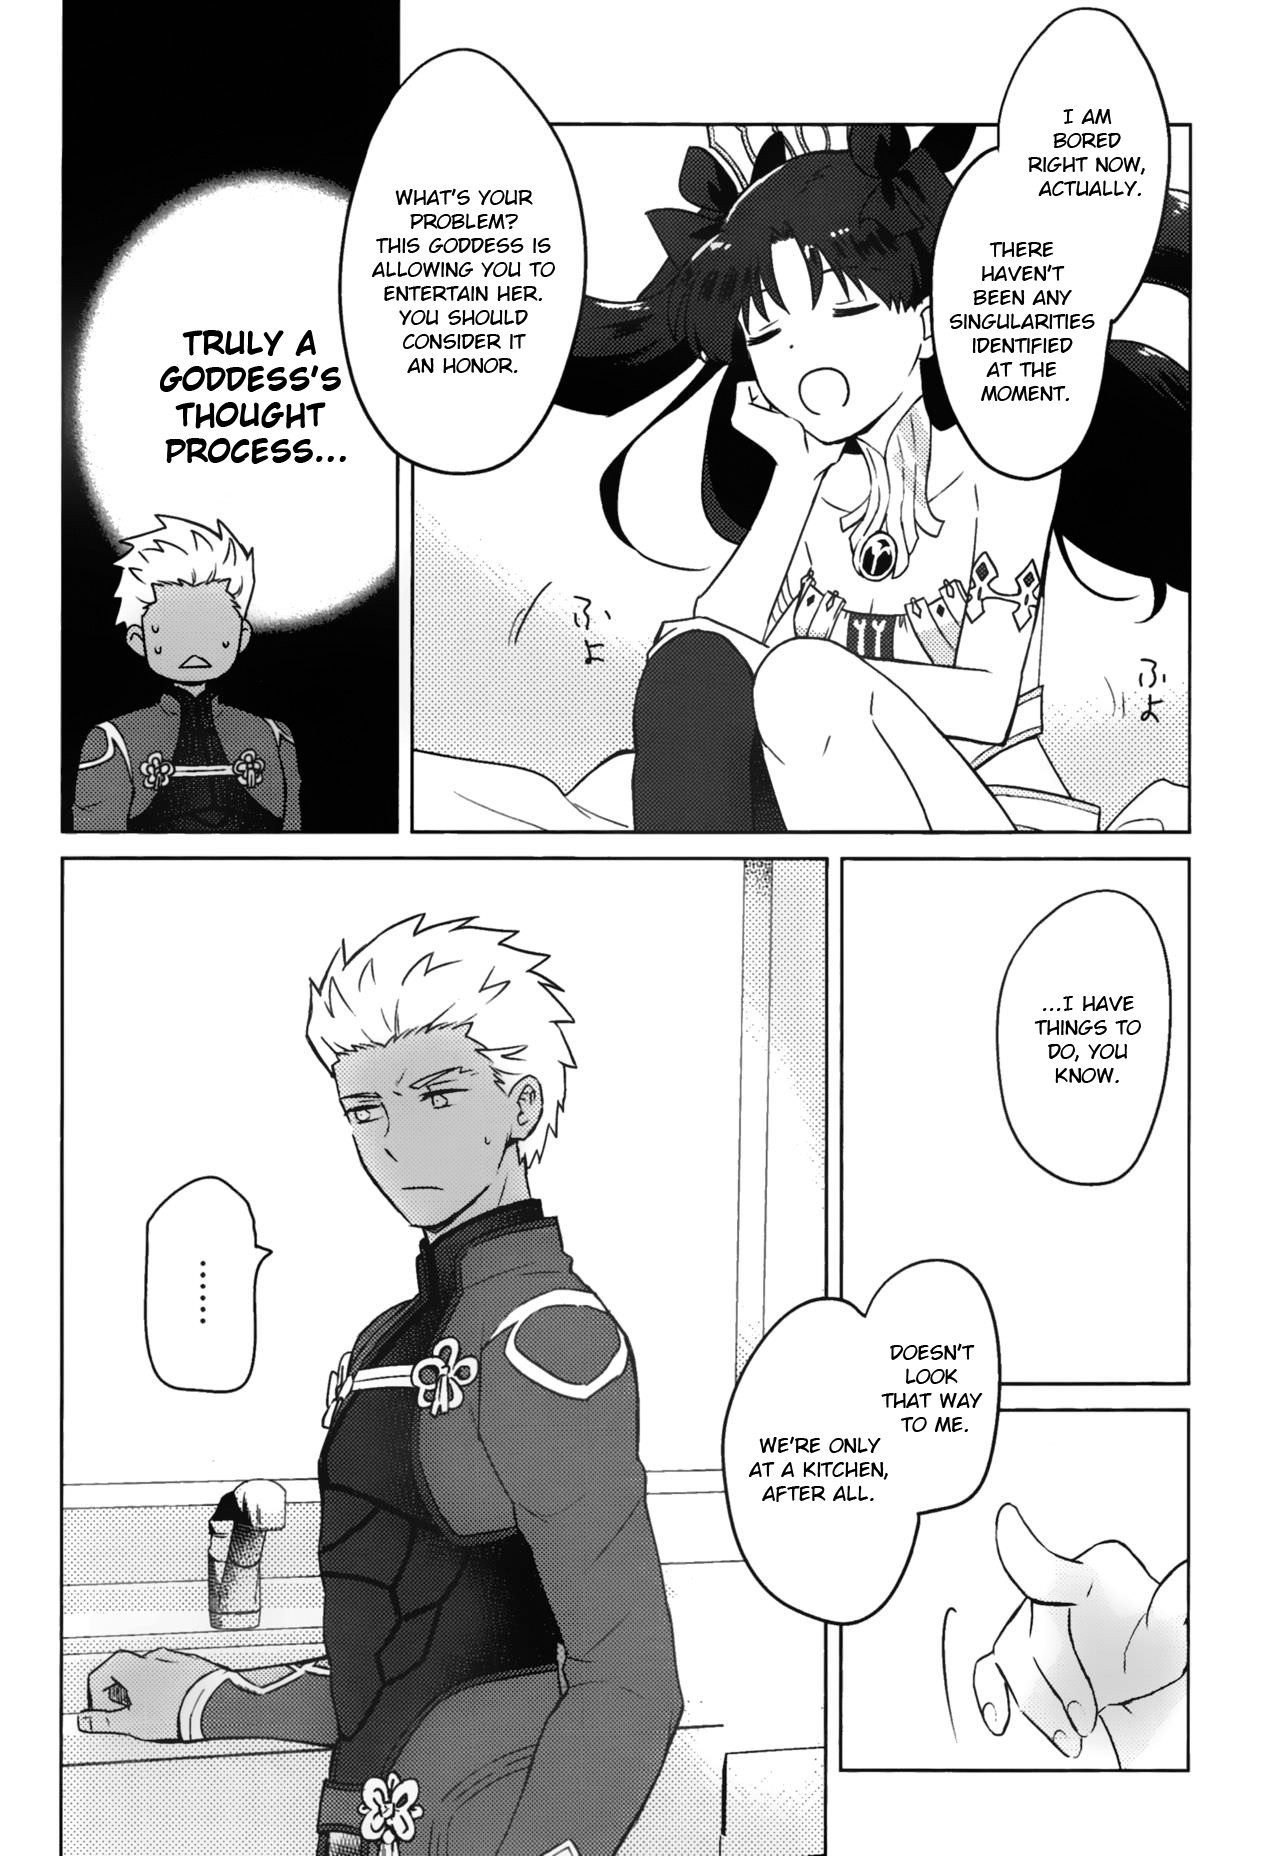 I AM
BORED
RIGHT NOW,
ACTUALLY.
THERE
HAVEN'T
BEEN ANY
SINGULARITIES
IDENTIFIED
AT THE
MOMENT.
WHAT'S YOUR
PROBLEM?
THIS GODDESS IS
ALLOWING YOU TO
ENTERTAIN HER.
YOU SHOULD
CONSIDER IT
AN HONOR.
ふよ
ふよ
TRULY A
GODDESS'S
THOUGHT
PROCESS...
...I HAVE
THINGS TO
DO, YOU
KNOW.
DOESN'T
LOOK
THAT WAY
TO ME.
WE'RE ONLY
AT A KITCHEN,
AFTER ALL.
......